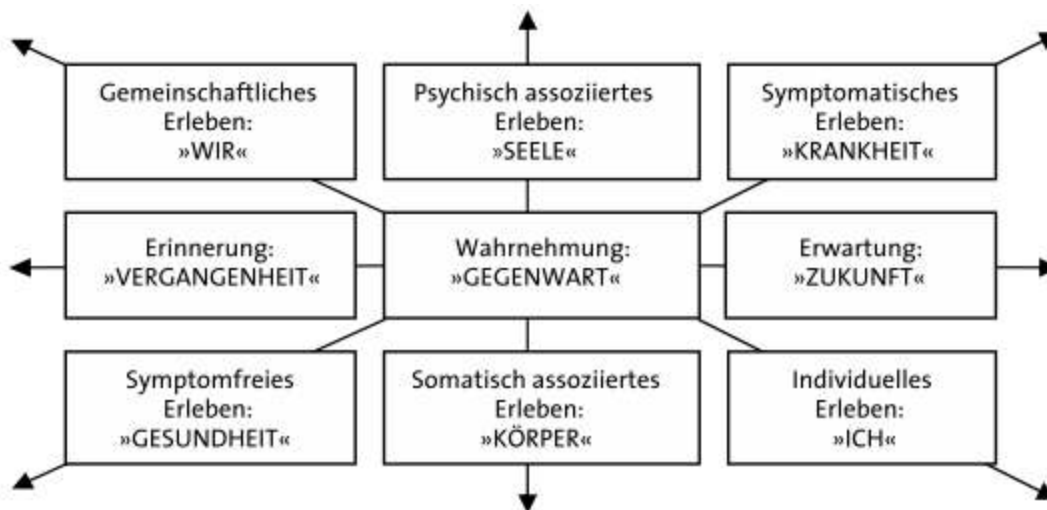 Gemeinschaftliches
Erleben:
»WIR«
Psychisch assoziiertes
Erleben:
»SEELE«
Symptomatisches
Erleben:
»KRANKHEIT«
Erinnerung:
»VERGANGENHEIT«
Wahrnehmung:
»GEGENWART«
Erwartung:
»ZUKUNFT«
Symptomfreies
Erleben:
»GESUNDHEIT«
Somatisch assoziiertes
Erleben:
»KÖRPER«
Individuelles
Erleben:
»ICH«